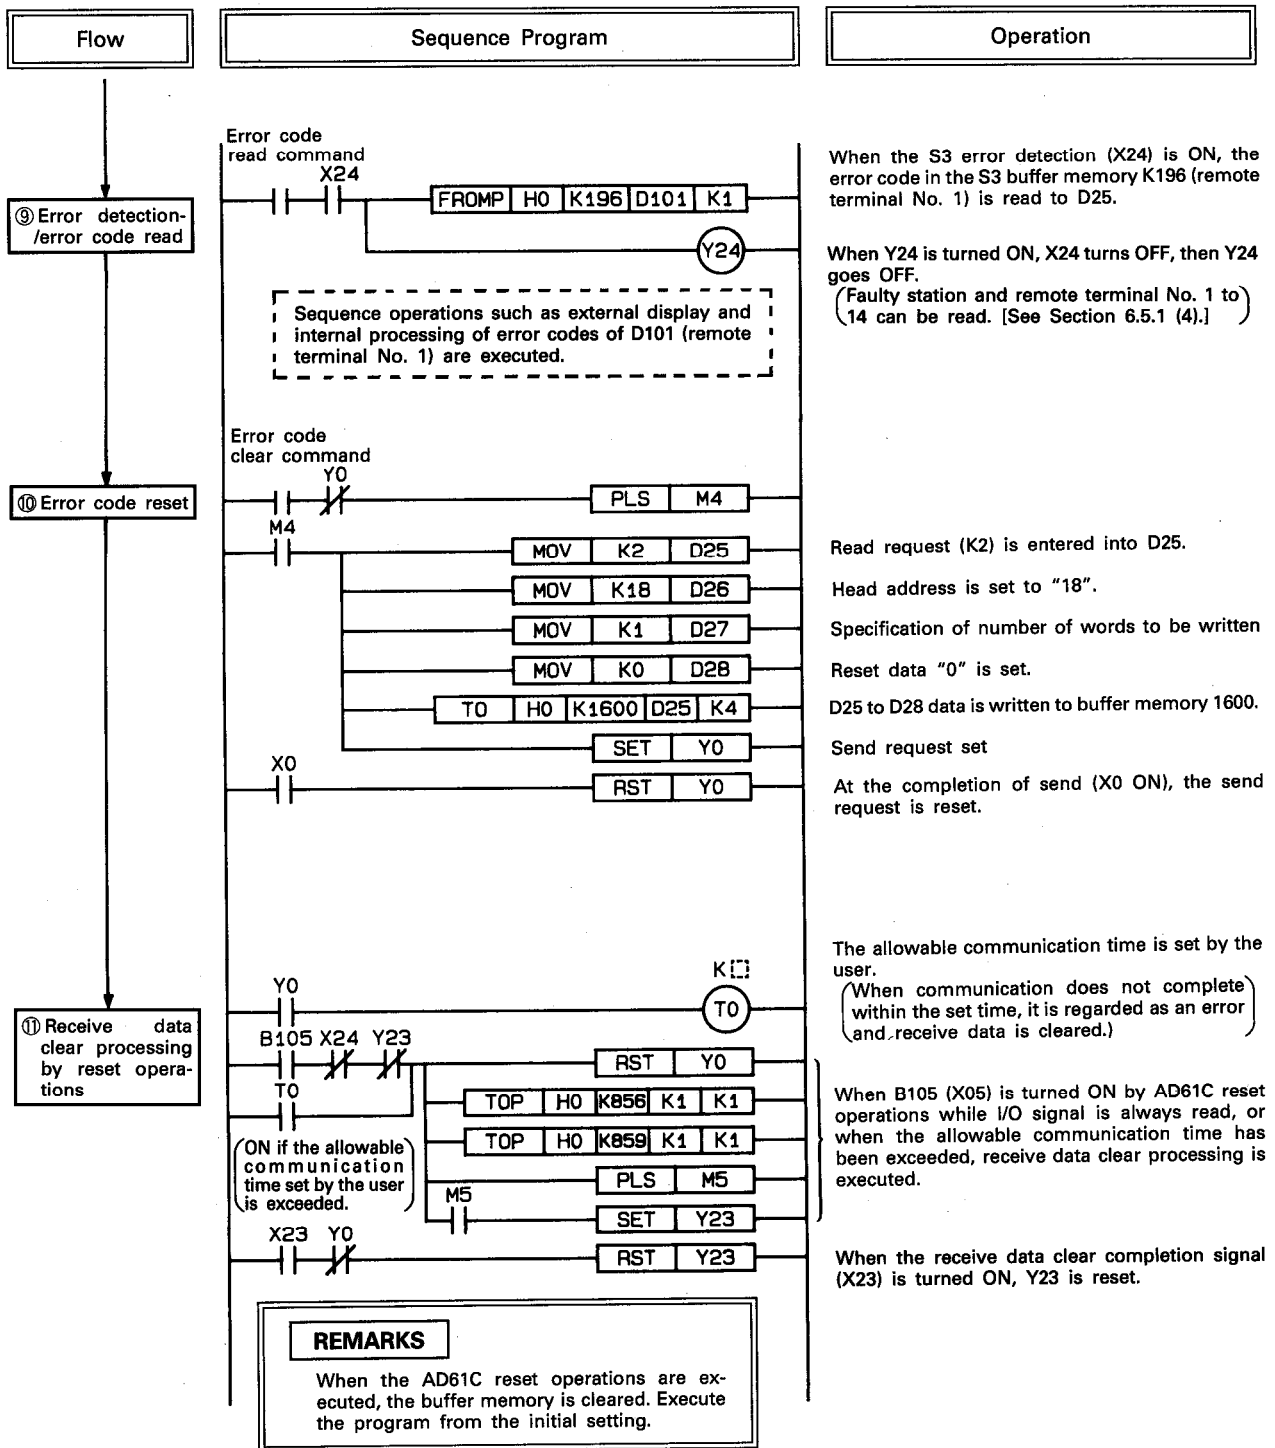 Flow
Sequence Program
Operation
Error code
read command
X24
FROMP H0 K196 D101 K1
Y24
⑨ Error detection-
/error code read
When the S3 error detection (X24) is ON, the
error code in the S3 buffer memory K196 (remote
terminal No. 1) is read to D25.
When Y24 is turned ON, X24 turns OFF, then Y24
goes OFF.
(Faulty station and remote terminal No. 1 to
14 can be read. [See Section 6.5.1 (4).])
Sequence operations such as external display and
internal processing of error codes of D101 (remote
terminal No. 1) are executed.
Error code
clear command
Y0
⑩ Error code reset
PLS M4
M4
MOV K2 D25
Read request (K2) is entered into D25.
MOV K18 D26
Head address is set to “18”.
MOV K1 D27
Specification of number of words to be written
MOV K0 D28
Reset data “0” is set.
TO H0 K1600 D25 K4
D25 to D28 data is written to buffer memory 1600.
SET Y0
Send request set
X0
RST Y0
At the completion of send (X0 ON), the send
request is reset.
The allowable communication time is set by the
user.
(When communication does not complete
within the set time, it is regarded as an error
and receive data is cleared.)
Y0
K
T0
⑪ Receive data
clear processing
by reset opera-
tions
B105 X24 Y23
RST Y0
T0
TOP H0 K856 K1 K1
TOP H0 K859 K1 K1
(ON if the allowable
communication
time set by the user
is exceeded.)
PLS M5
M5
SET Y23
When B105 (X05) is turned ON by AD61C reset
operations while I/O signal is always read, or
when the allowable communication time has
been exceeded, receive data clear processing is
executed.
X23 Y0
RST Y23
When the receive data clear completion signal
(X23) is turned ON, Y23 is reset.
REMARKS
When the AD61C reset operations are ex-
ecuted, the buffer memory is cleared. Execute
the program from the initial setting.